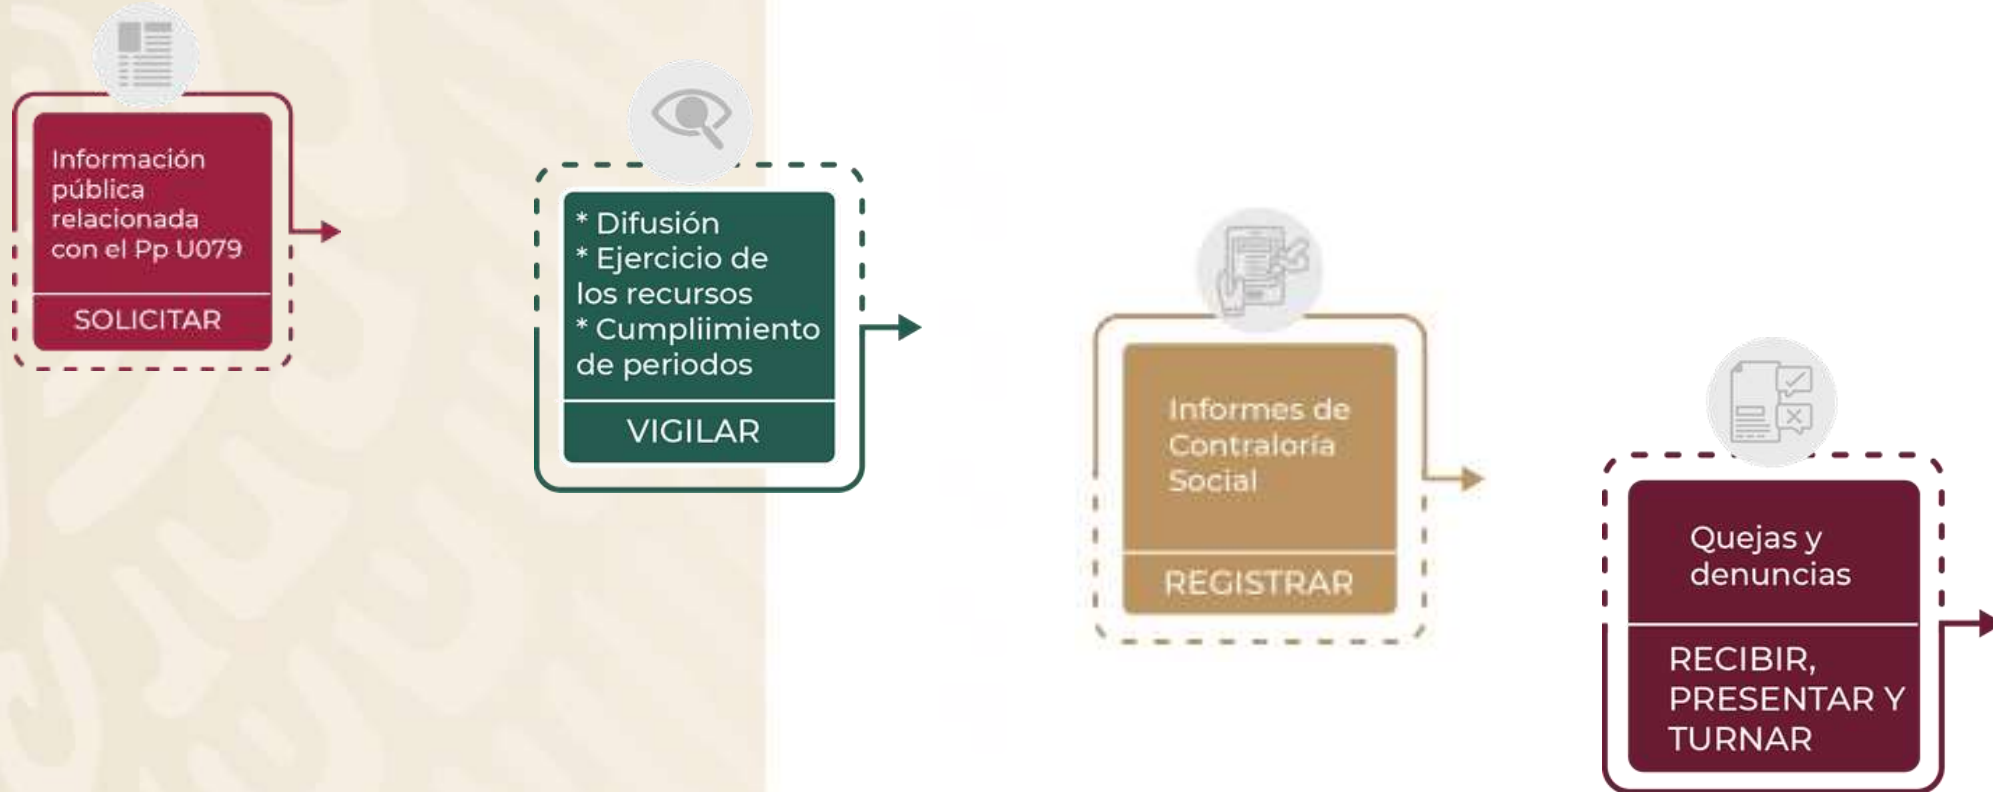 Información
pública
relacionada
con el Pp U079
SOLICITAR
* Difusión
* Ejercicio de
los recursos
* Cumpliimiento
de periodos
VIGILAR
Informes de
Contraloría
Social
REGISTRAR
Quejas y
denuncias
RECIBIR,
PRESENTAR Y
TURNAR